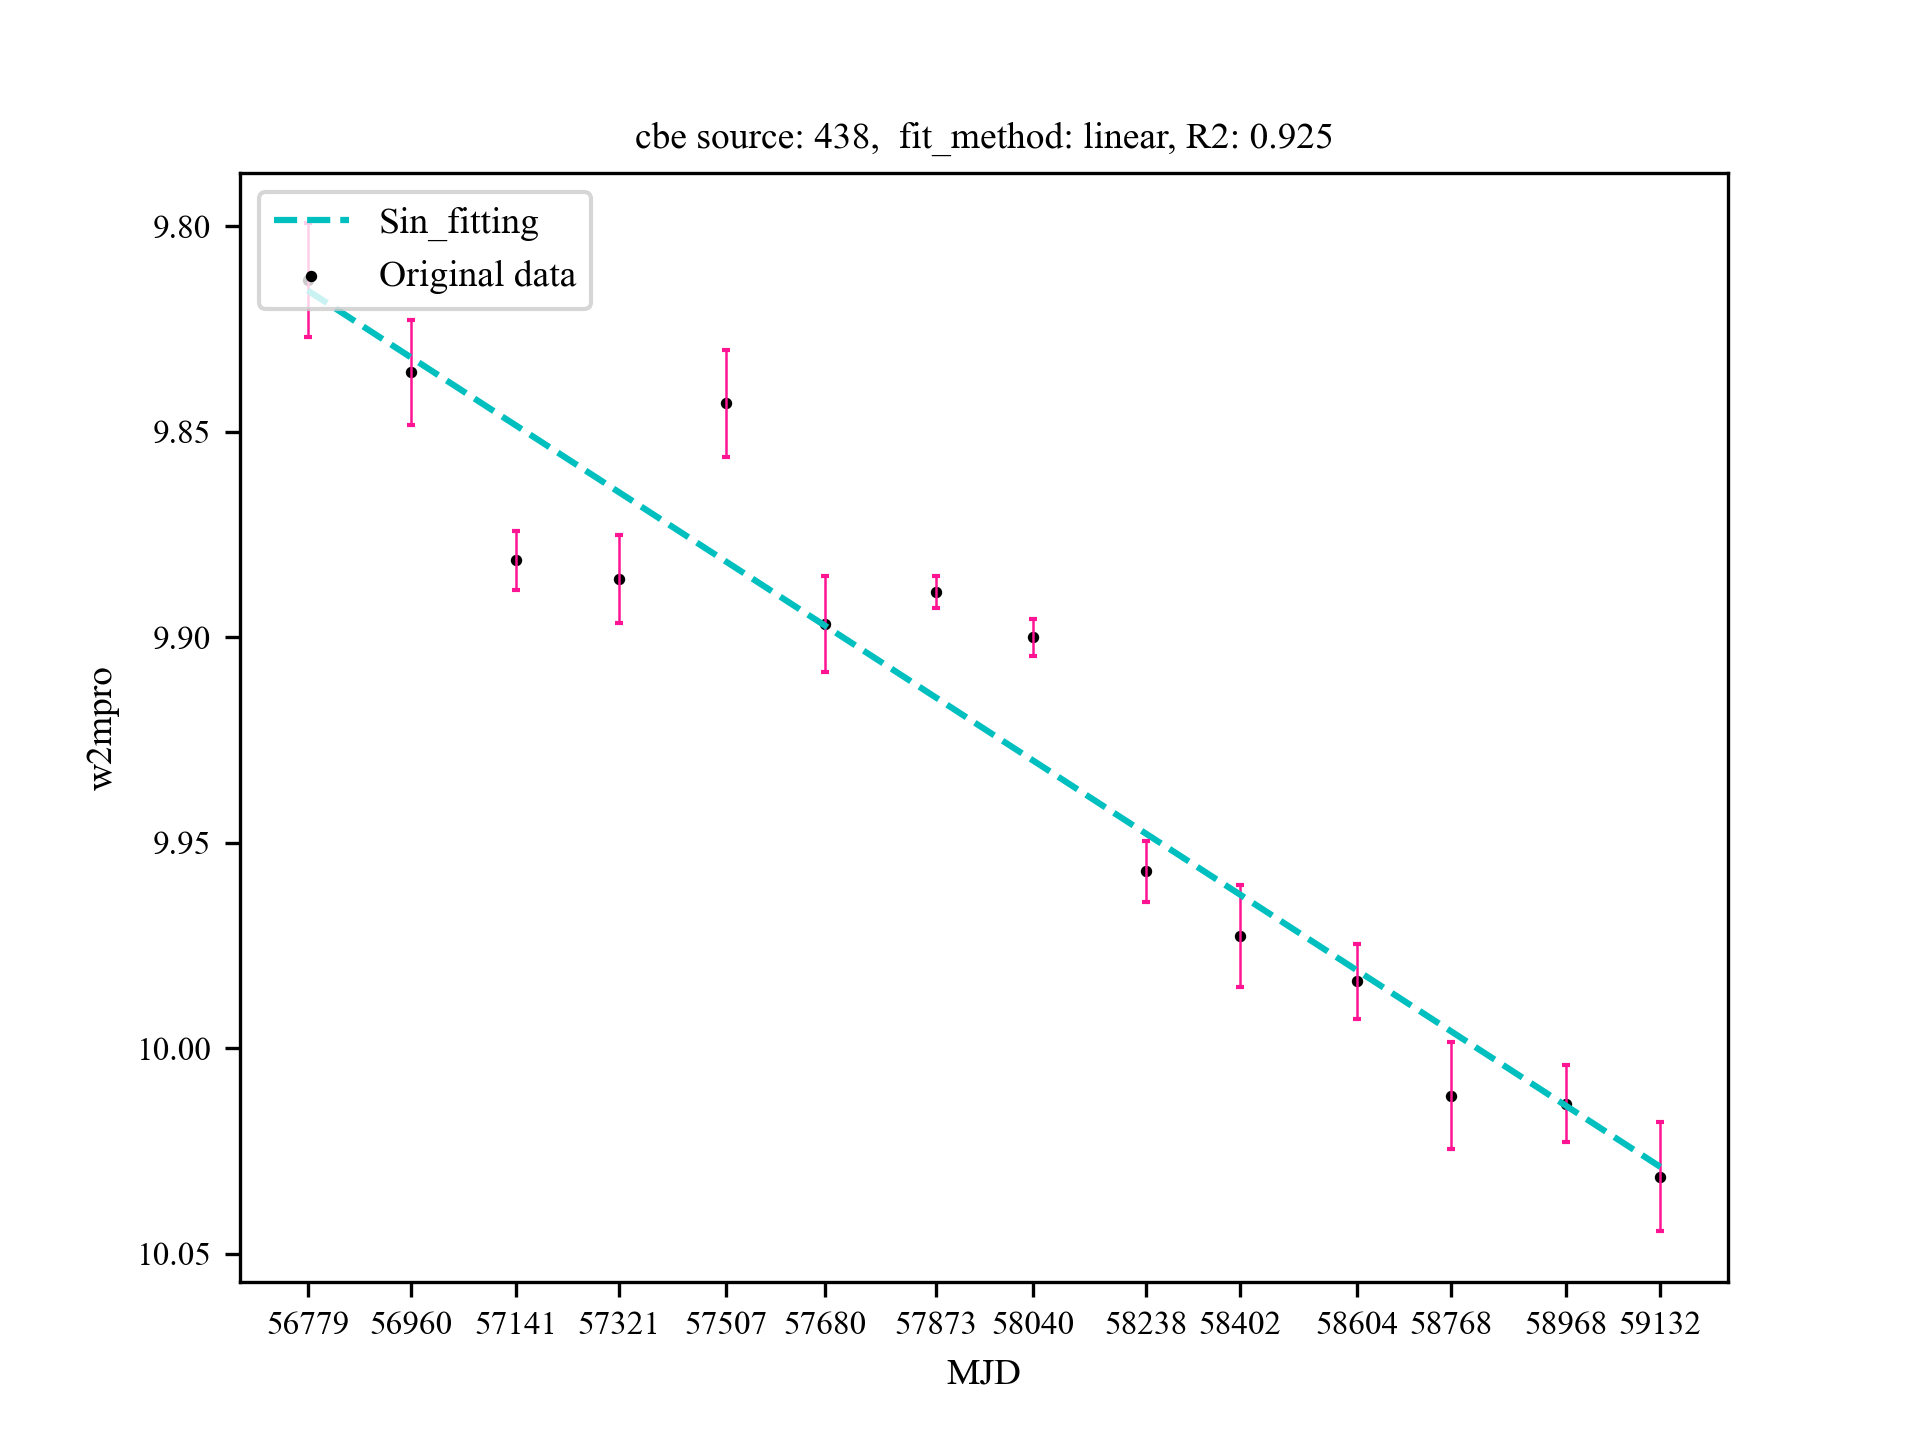 cbe source: 438,  fit_method: linear, R2: 0.925
Sin_fitting
Original data
9.80
9.85
9.90
9.95
10.00
10.05
w2mpro
56779 56960 57141 57321 57507 57680 57873 58040 58238 58402 58604 58768 58968 59132
MJD